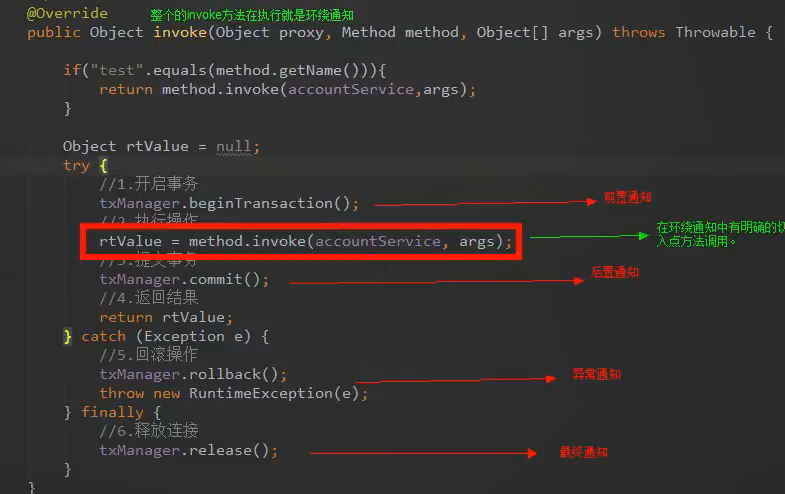 @Override 整个的invoke方法在执行就是环绕通知
public Object invoke(Object proxy, Method method, Object[] args) throws Throwable {
if("test".equals(method.getName())){
return method.invoke(accountService,args);
}
Object rtValue = null;
try {
//1.开启事务
txManager.beginTransaction(); 前置通知
//2.执行操作
rtValue = method.invoke(accountService, args); 在环绕通知中有明确的切
入点方法调用。
//3.提交事务
txManager.commit(); 后置通知
//4.返回结果
return rtValue;
} catch (Exception e) {
//5.回滚操作
txManager.rollback(); 异常通知
throw new RuntimeException(e);
} finally {
//6.释放连接
txManager.release(); 最终通知
}
}